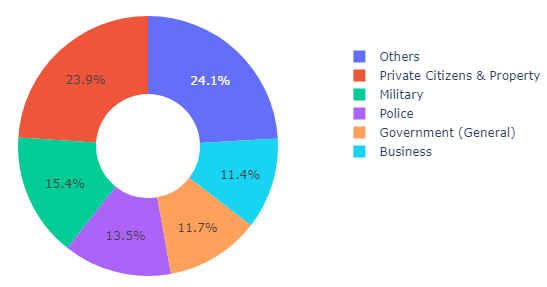 23.9%
24.1%
15.4%
11.4%
13.5%
11.7%
Others
Private Citizens & Property
Military
Police
Government (General)
Business